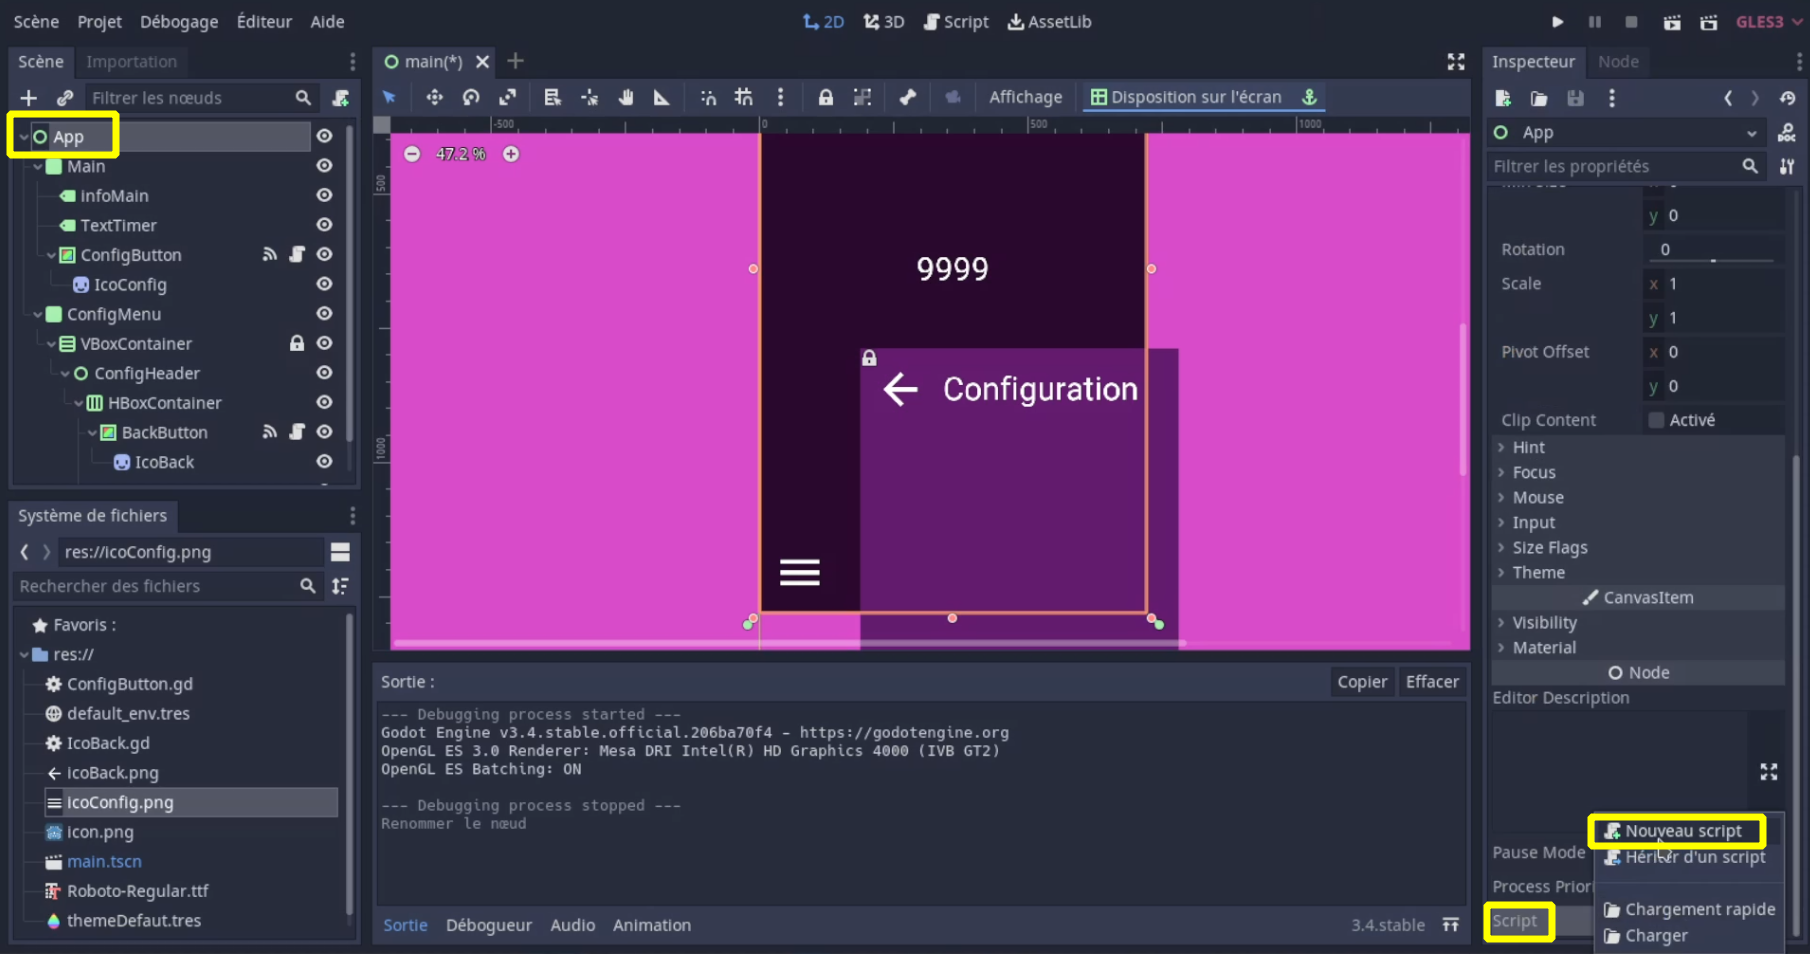 Scène Projet Débogage Éditeur Aide
2D 3D Script AssetLib
GLES3
Scène Importation
Filtrer les nœuds
App
Main
infoMain
TextTimer
ConfigButton
IcoConfig
ConfigMenu
VBoxContainer
ConfigHeader
HBoxContainer
BackButton
IcoBack
Système de fichiers
res://icoConfig.png
Rechercher des fichiers
Favoris :
res://
ConfigButton.gd
default_env.tres
IcoBack.gd
icoBack.png
icoConfig.png
icon.png
main.tscn
Roboto-Regular.ttf
themeDefaut.tres
main(*)
Affichage Disposition sur l'écran
-500 0 500 1000
500
1000
47.2 %
9999
Configuration
Sortie :
Copier Effacer
--- Debugging process started ---
Godot Engine v3.4.stable.official.206ba70f4 - https://godotengine.org
OpenGL ES 3.0 Renderer: Mesa DRI Intel(R) HD Graphics 4000 (IVB GT2)
OpenGL ES Batching: ON
--- Debugging process stopped ---
Renommer le nœud
Sortie Débogueur Audio Animation
3.4.stable
Inspecteur Node
App
DOC
Filtrer les propriétés
y 0
Rotation 0
Scale x 1
y 1
Pivot Offset x 0
y 0
Clip Content Activé
Hint
Focus
Mouse
Input
Size Flags
Theme
CanvasItem
Visibility
Material
Node
Editor Description
Pause Mode
Process Priori
Script
Nouveau script
Hériter d'un script
Chargement rapide
Charger